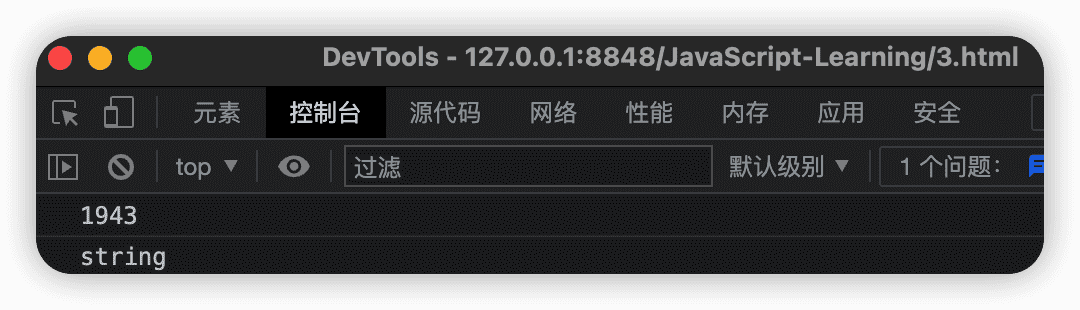 DevTools - 127.0.0.1:8848/JavaScript-Learning/3.html
元素 控制台 源代码 网络 性能 内存 应用 安全
top 过滤 默认级别 1 个问题：
1943
string